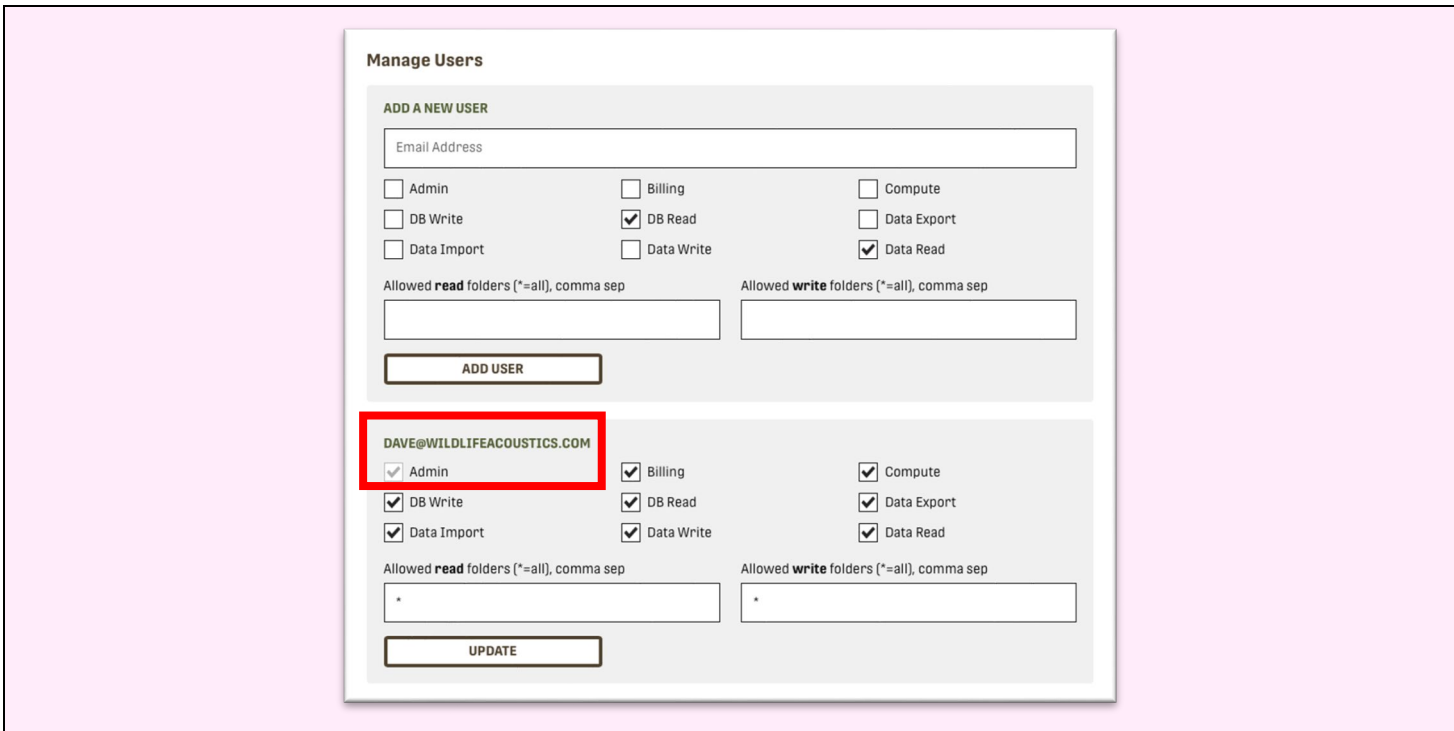 Manage Users
ADD A NEW USER
Email Address
Admin Billing Compute
DB Write DB Read Data Export
Data Import Data Write Data Read
Allowed read folders (*=all), comma sep Allowed write folders (*=all), comma sep
ADD USER
DAVE@WILDLIFEACOUSTICS.COM
Admin Billing Compute
DB Write DB Read Data Export
Data Import Data Write Data Read
Allowed read folders (*=all), comma sep Allowed write folders (*=all), comma sep
* *
UPDATE